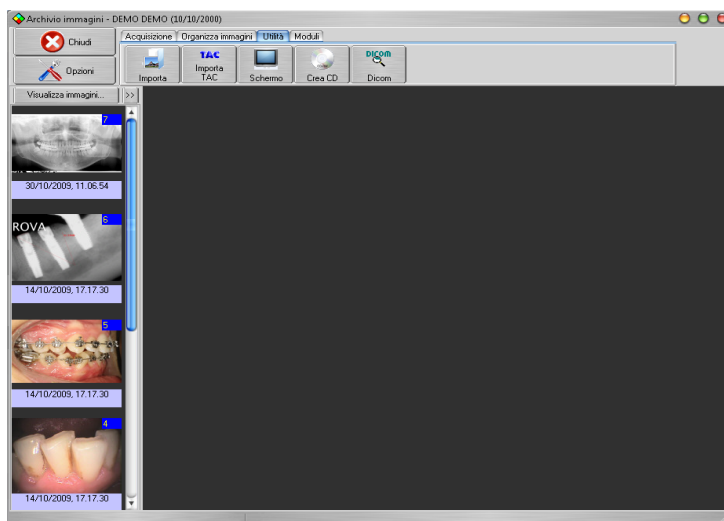 Archivio immagini - DEMO DEMO (10/10/2000)
Chiudi
Opzioni
Acquisizione Organizza immagini Utilità Moduli
Importa
TAC
Importa
TAC
Schermo
Crea CD
DICOM
Dicom
Visualizza immagini... >>
7
30/10/2009, 11.06.54
6
ROVA
14/10/2009, 17.17.30
5
14/10/2009, 17.17.30
4
14/10/2009, 17.17.30